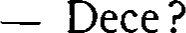 — Dece?